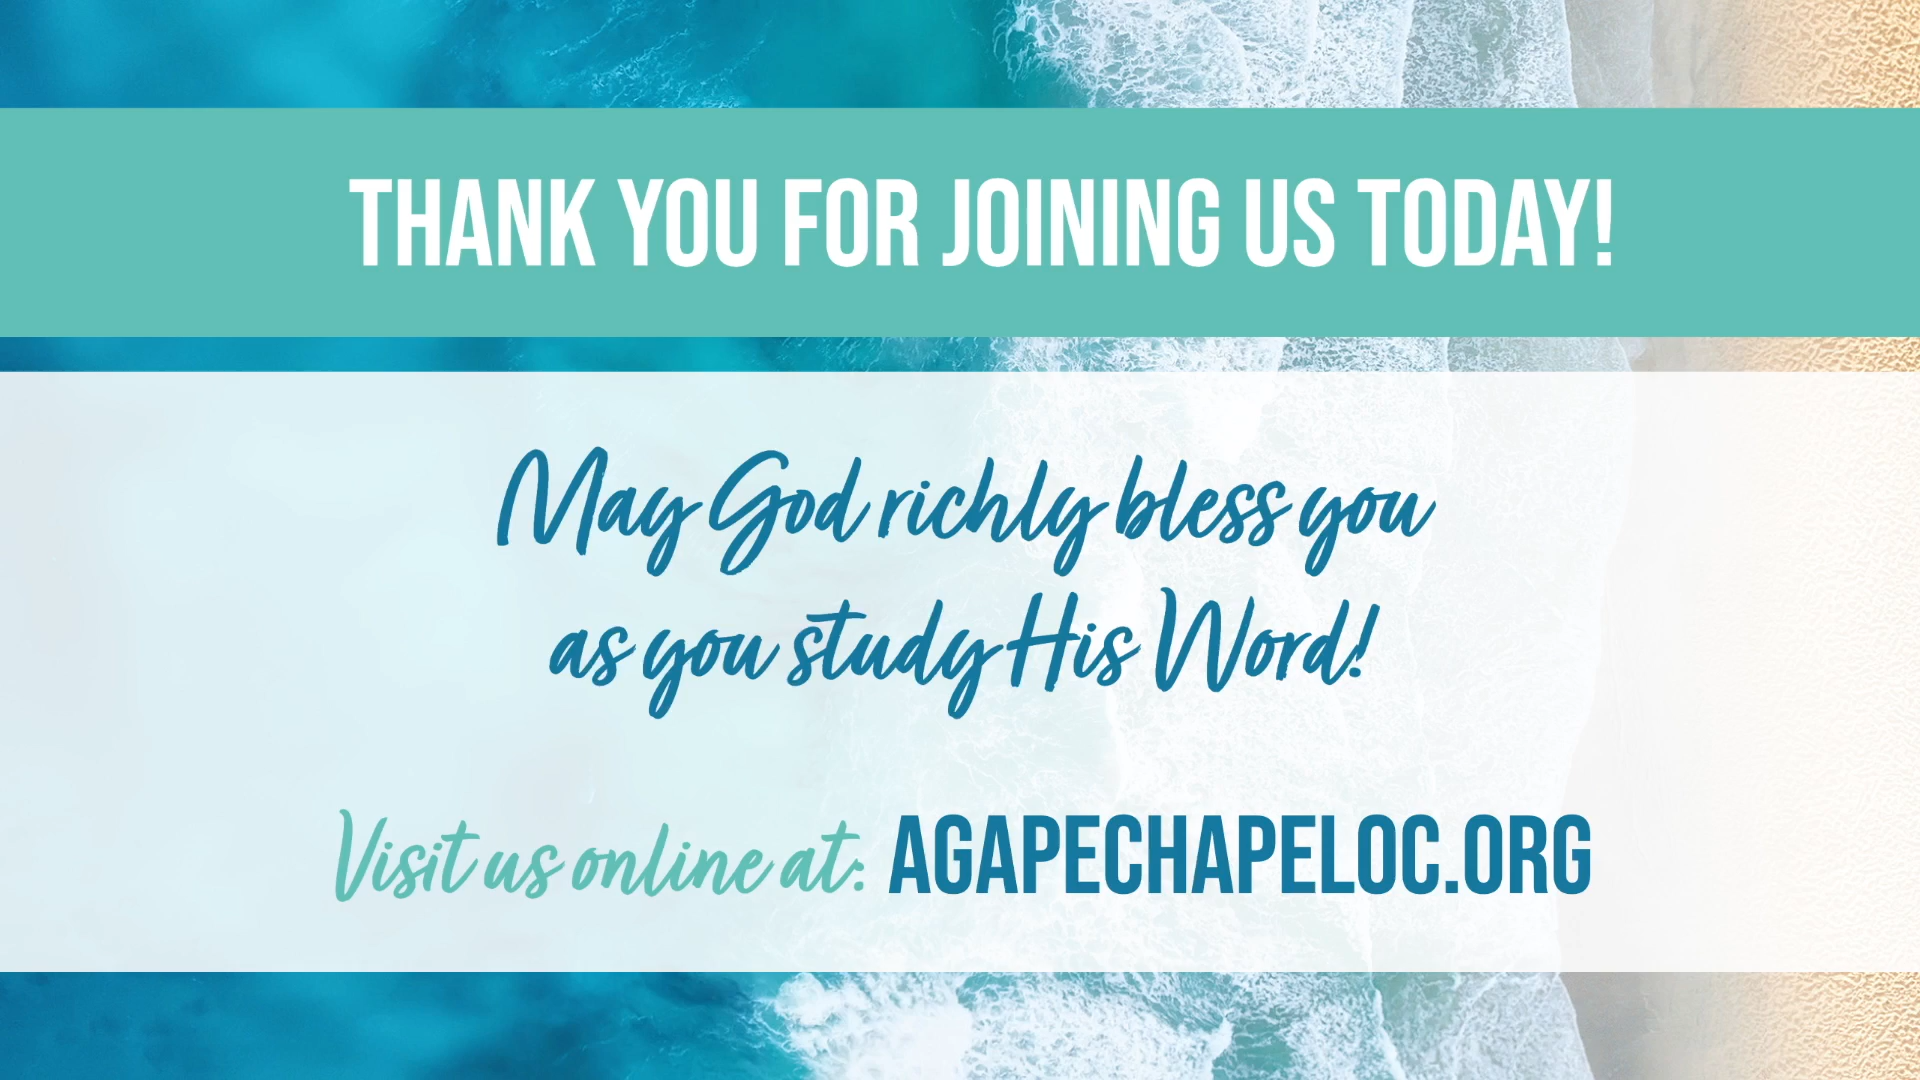 THANK YOU FOR JOINING US TODAY!
May God richly bless you
as you study His Word!
Visit us online at: AGAPECHAPELOC.ORG